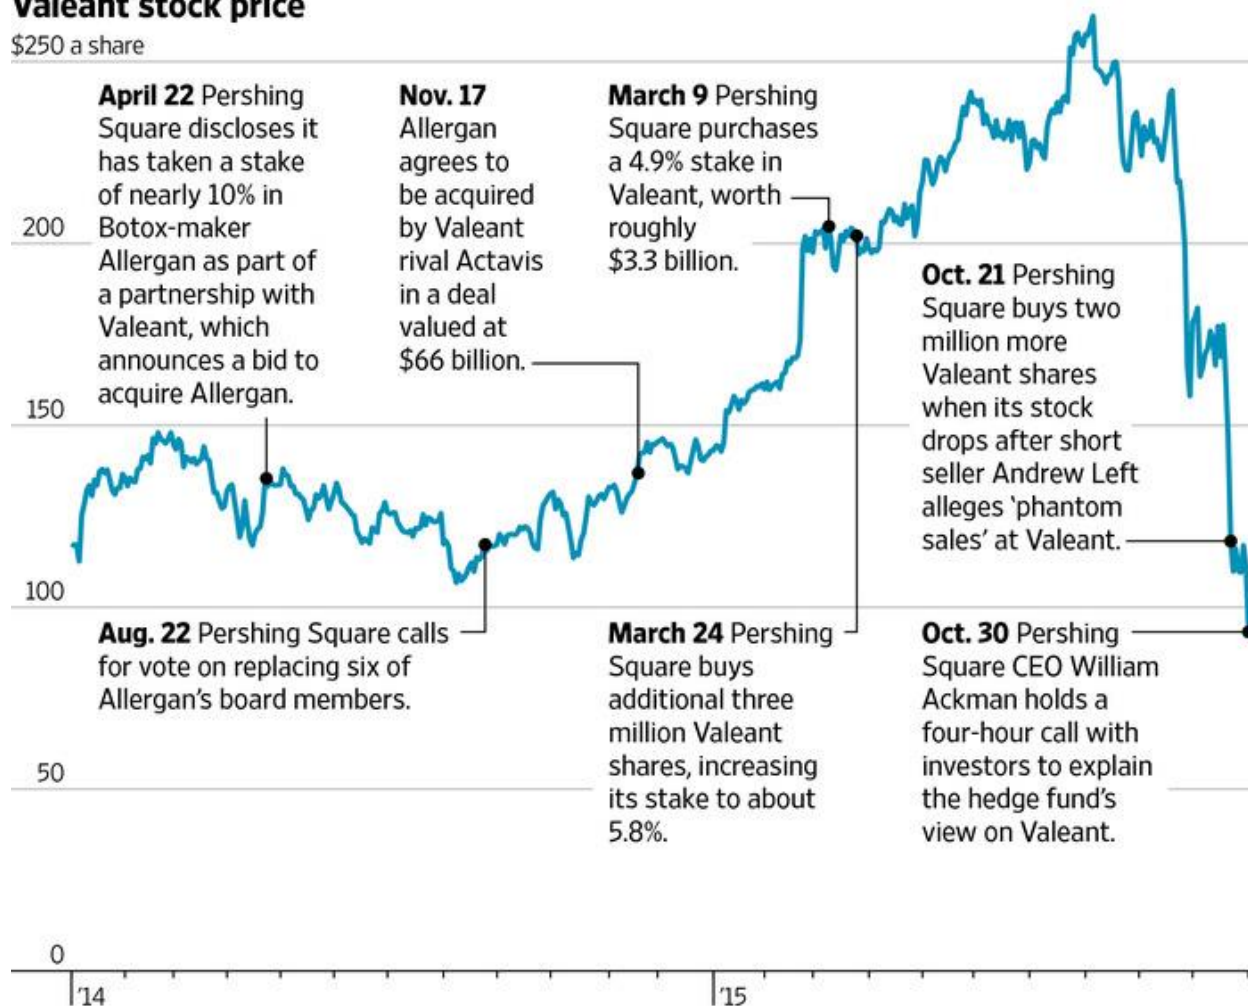 Valeant stock price
$250 a share
April 22 Pershing
Square discloses it
has taken a stake
of nearly 10% in
Botox-maker
Allergan as part of
a partnership with
Valeant, which
announces a bid to
acquire Allergan.
Nov. 17
Allergan
agrees to
be acquired
by Valeant
rival Actavis
in a deal
valued at
$66 billion.
March 9 Pershing
Square purchases
a 4.9% stake in
Valeant, worth
roughly
$3.3 billion.
Oct. 21 Pershing
Square buys two
million more
Valeant shares
when its stock
drops after short
seller Andrew Left
alleges ‘phantom
sales’ at Valeant.
200
150
100
Aug. 22 Pershing Square calls
for vote on replacing six of
Allergan’s board members.
March 24 Pershing
Square buys
additional three
million Valeant
shares, increasing
its stake to about
5.8%.
Oct. 30 Pershing
Square CEO William
Ackman holds a
four-hour call with
investors to explain
the hedge fund’s
view on Valeant.
50
0
’14
’15